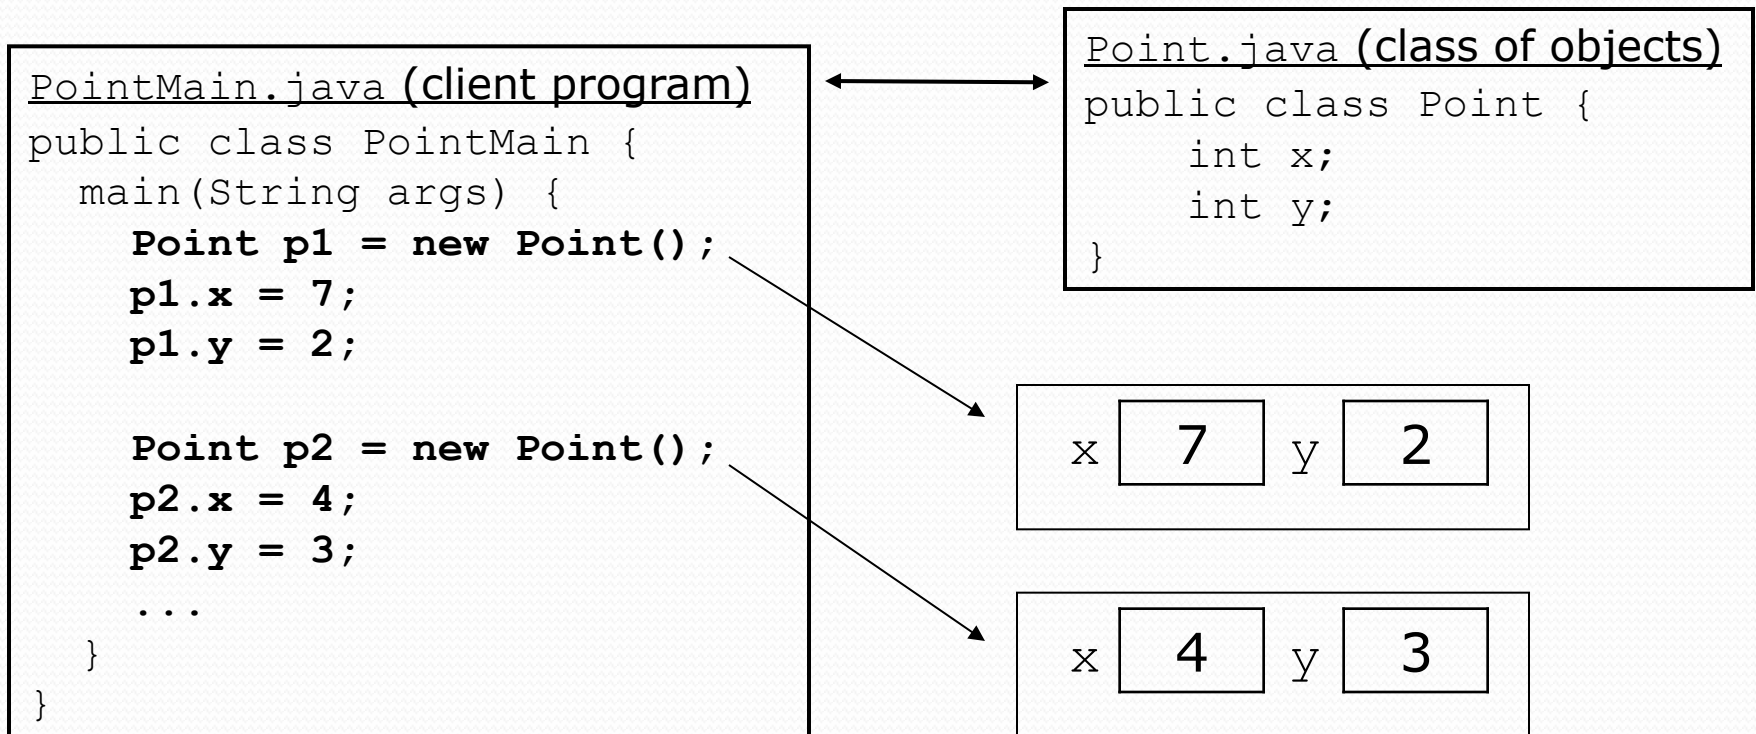 PointMain.java (client program)
public class PointMain {
main(String args) {
Point p1 = new Point();
p1.x = 7;
p1.y = 2;
Point p2 = new Point();
p2.x = 4;
p2.y = 3;
...
}
}
Point.java (class of objects)
public class Point {
int x;
int y;
}
x 7 y 2
x 4 y 3